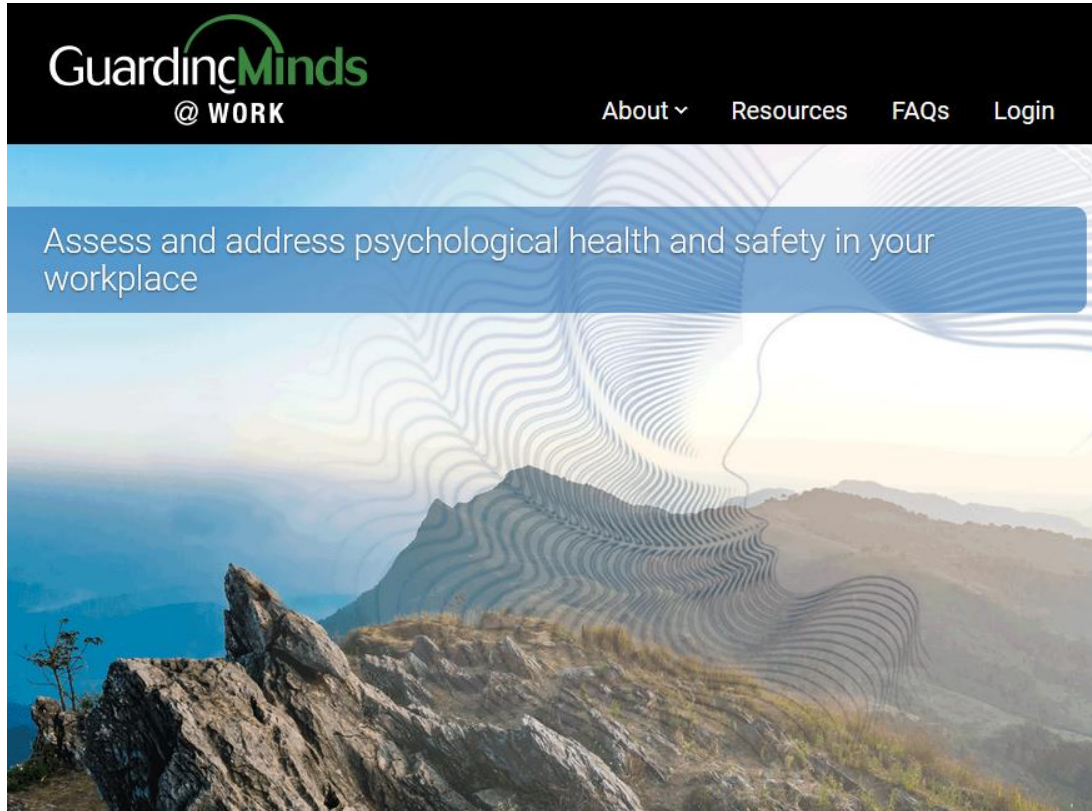 GuardingMinds
@ WORK
About Resources FAQs Login
Assess and address psychological health and safety in your
workplace